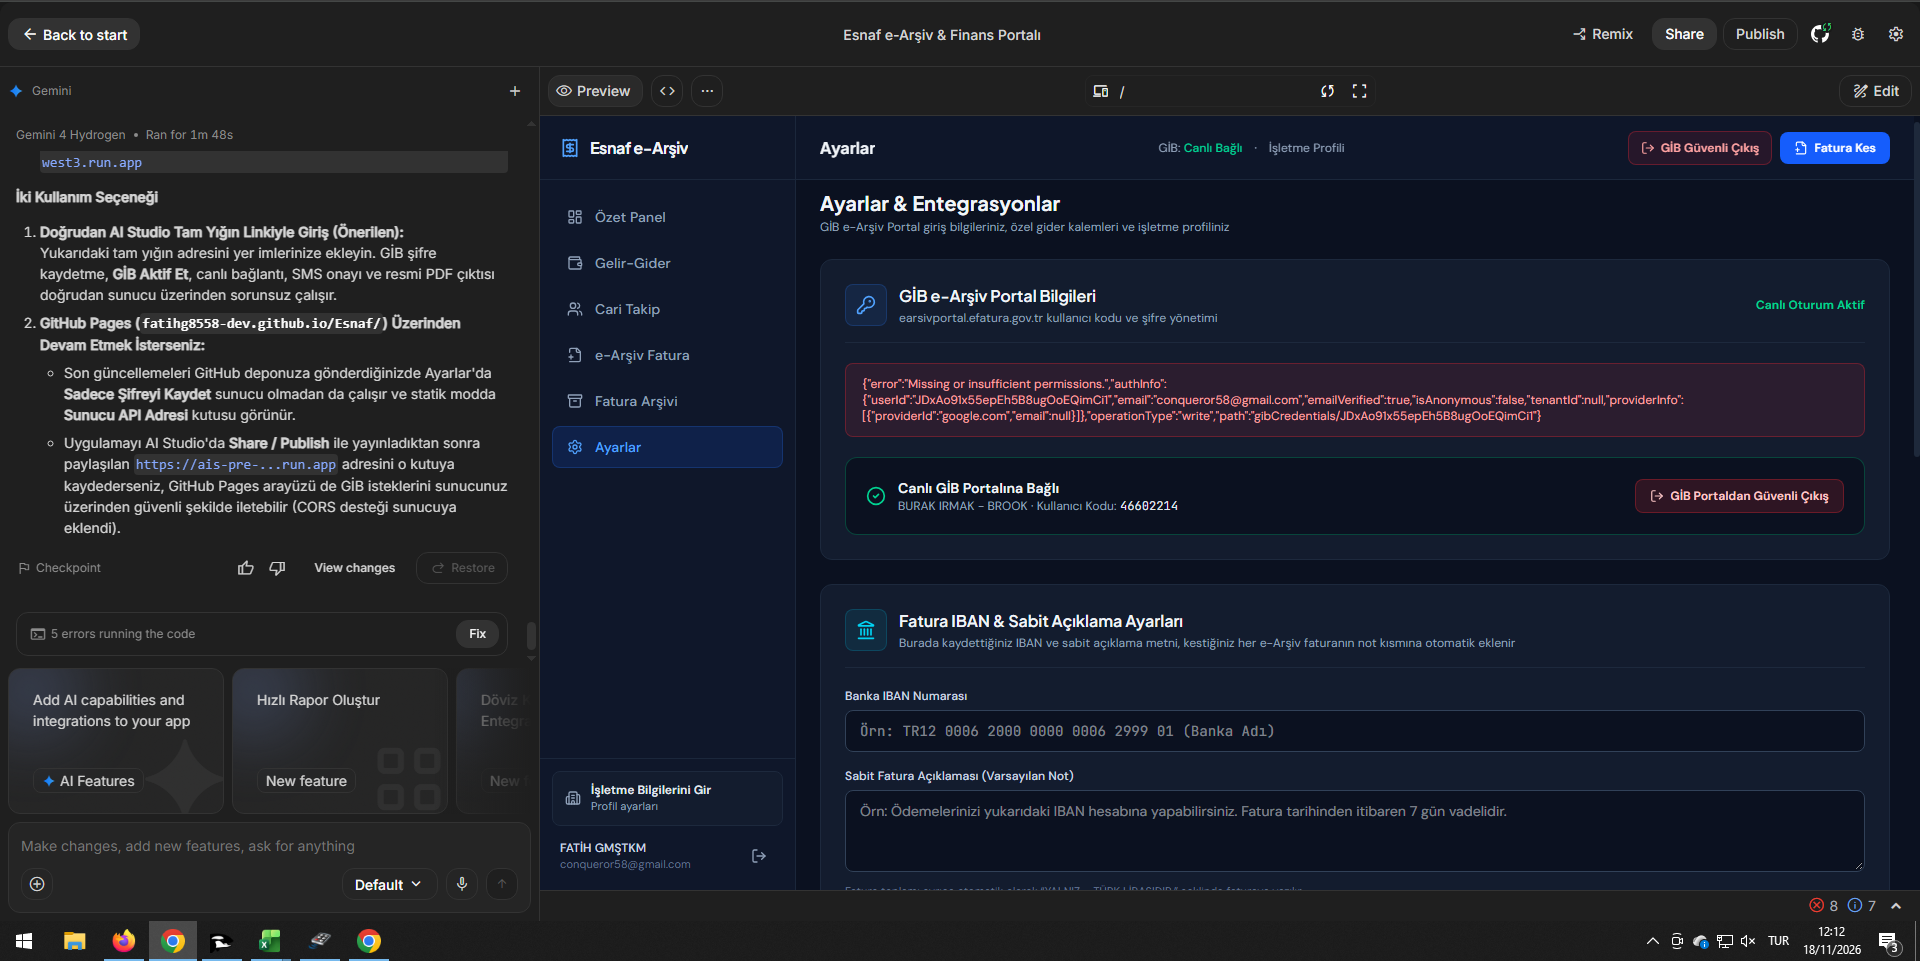 Back to start
Esnaf e-Arşiv & Finans Portalı
Remix
Share
Publish
Gemini
Gemini 4 Hydrogen • Ran for 1m 48s
west3.run.app
İki Kullanım Seçeneği
1. Doğrudan AI Studio Tam Yığın Linkiyle Giriş (Önerilen):
Yukarıdaki tam yığın adresini yer imlerinize ekleyin. GİB şifre
kaydetme, GİB Aktif Et, canlı bağlantı, SMS onayı ve resmi PDF çıktısı
doğrudan sunucu üzerinden sorunsuz çalışır.
2. GitHub Pages (fatihg8558-dev.github.io/Esnaf/) Üzerinden
Devam Etmek İsterseniz:
Son güncellemeleri GitHub deponuza gönderdiğinizde Ayarlar'da
Sadece Şifreyi Kaydet sunucu olmadan da çalışır ve statik modda
Sunucu API Adresi kutusu görünür.
Uygulamayı AI Studio'da Share / Publish ile yayınladıktan sonra
paylaşılan https://ais-pre-...run.app adresini o kutuya
kaydederseniz, GitHub Pages arayüzü de GİB isteklerini sunucunuz
üzerinden güvenli şekilde iletebilir (CORS desteği sunucuya
eklendi).
Checkpoint
View changes
Restore
5 errors running the code
Fix
Add AI capabilities and
integrations to your app
AI Features
Hızlı Rapor Oluştur
New feature
Döviz
Entegr
New
Make changes, add new features, ask for anything
Default
Preview
/
Edit
Esnaf e-Arşiv
Özet Panel
Gelir-Gider
Cari Takip
e-Arşiv Fatura
Fatura Arşivi
Ayarlar
İşletme Bilgilerini Gir
Profil ayarları
FATİH GMŞTKM
conqueror58@gmail.com
Ayarlar
GİB: Canlı Bağlı · İşletme Profili
GİB Güvenli Çıkış
Fatura Kes
Ayarlar & Entegrasyonlar
GİB e-Arşiv Portal giriş bilgileriniz, özel gider kalemleri ve işletme profiliniz
GİB e-Arşiv Portal Bilgileri
earsivportal.efatura.gov.tr kullanıcı kodu ve şifre yönetimi
Canlı Oturum Aktif
{"error":"Missing or insufficient permissions.","authInfo":
{"userId":"JDxAo91x55epEh5B8ugOoEQimCi1","email":"conqueror58@gmail.com","emailVerified":true,"isAnonymous":false,"tenantId":null,"providerInfo":
[{"providerId":"google.com","email":null}]},"operationType":"write","path":"gibCredentials/JDxAo91x55epEh5B8ugOoEQimCi1"}
Canlı GİB Portalına Bağlı
BURAK IRMAK - BROOK · Kullanıcı Kodu: 46602214
GİB Portaldan Güvenli Çıkış
Fatura IBAN & Sabit Açıklama Ayarları
Burada kaydettiğiniz IBAN ve sabit açıklama metni, kestiğiniz her e-Arşiv faturanın not kısmına otomatik eklenir
Banka IBAN Numarası
Örn: TR12 0006 2000 0000 0006 2999 01 (Banka Adı)
Sabit Fatura Açıklaması (Varsayılan Not)
Örn: Ödemelerinizi yukarıdaki IBAN hesabına yapabilirsiniz. Fatura tarihinden itibaren 7 gün vadelidir.
8
7
TUR
12:12
18/11/2026
3